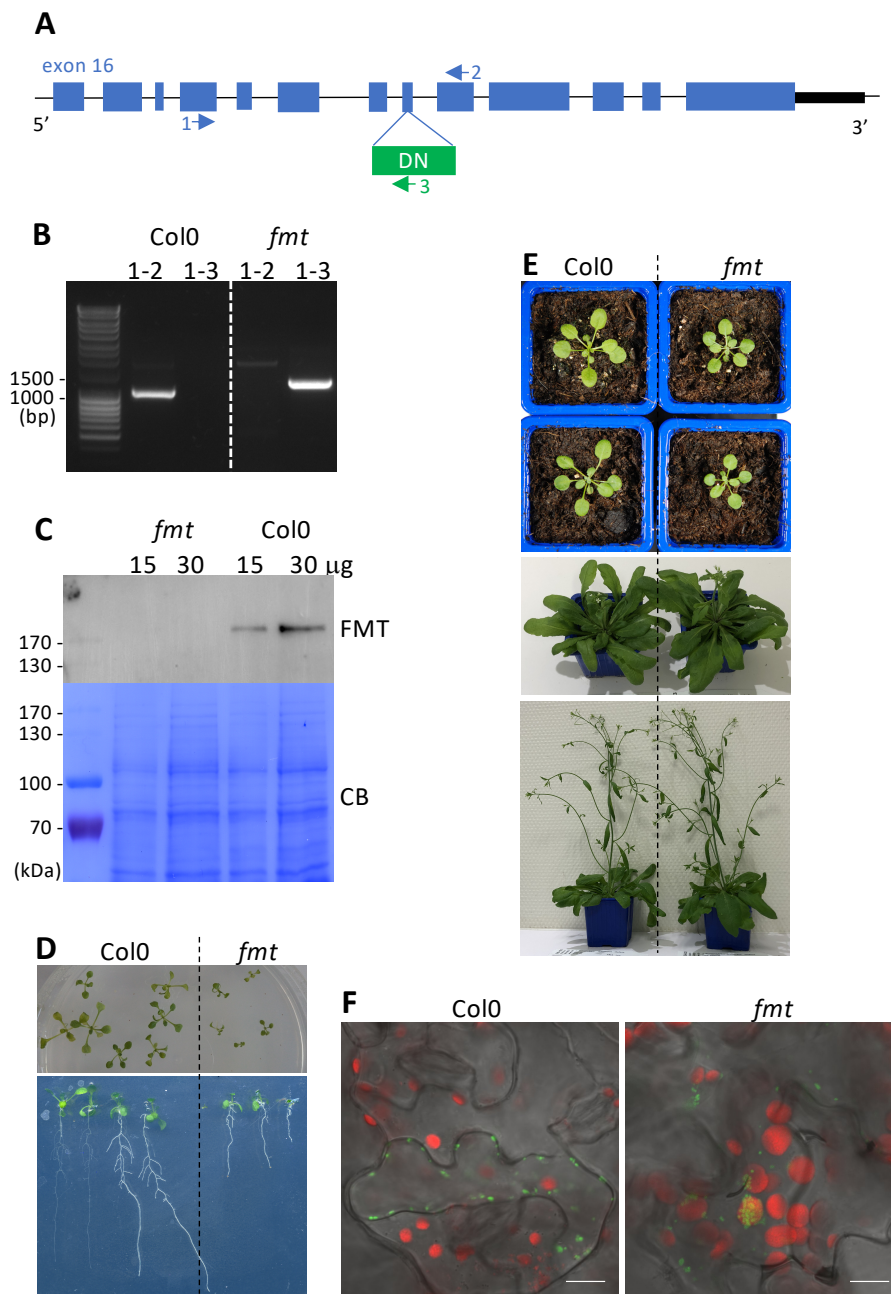 A
exon 16
2
1
5’
3’
DN
3
B
Col0 fmt
1-2 1-3 1-2 1-3
1500 -
1000 -
(bp)
C
fmt Col0
15 30 15 30 µg
FMT
170 -
130 -
170 -
130 -
100 -
CB
70 -
(kDa)
D
Col0 fmt
E
Col0 fmt
F
Col0 fmt